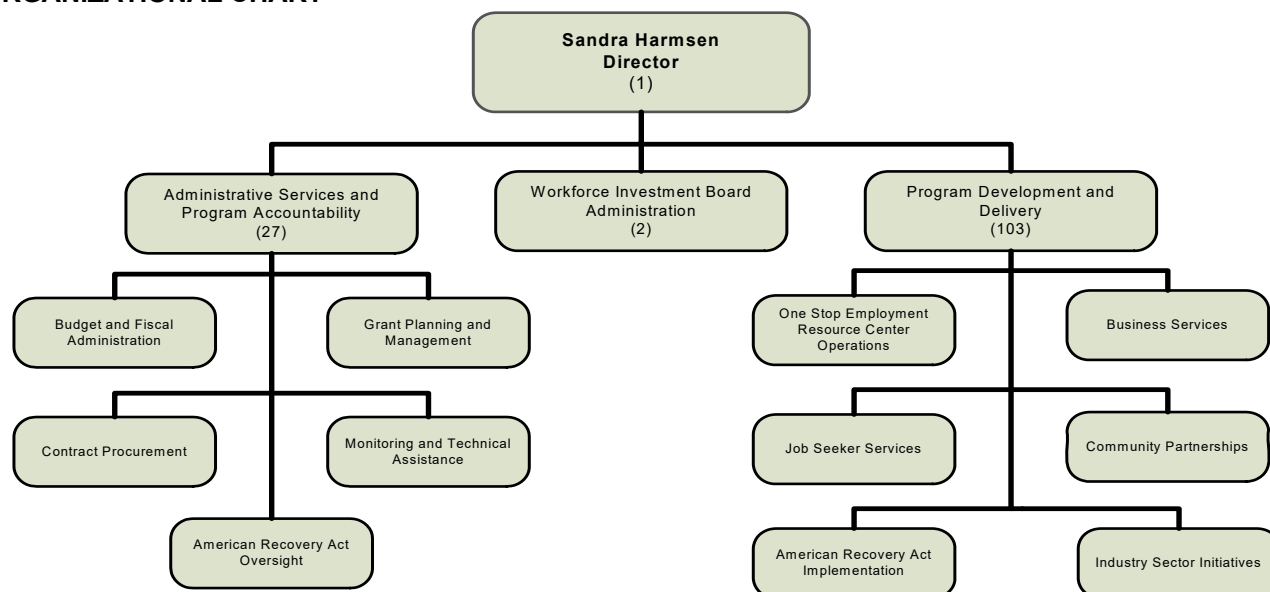 Sandra Harmsen
Director
(1)
Administrative Services and
Program Accountability
(27)
Workforce Investment Board
Administration
(2)
Program Development and
Delivery
(103)
Budget and Fiscal
Administration
Grant Planning and
Management
One Stop Employment
Resource Center
Operations
Business Services
Contract Procurement
Monitoring and Technical
Assistance
Job Seeker Services
Community Partnerships
American Recovery Act
Oversight
American Recovery Act
Implementation
Industry Sector Initiatives